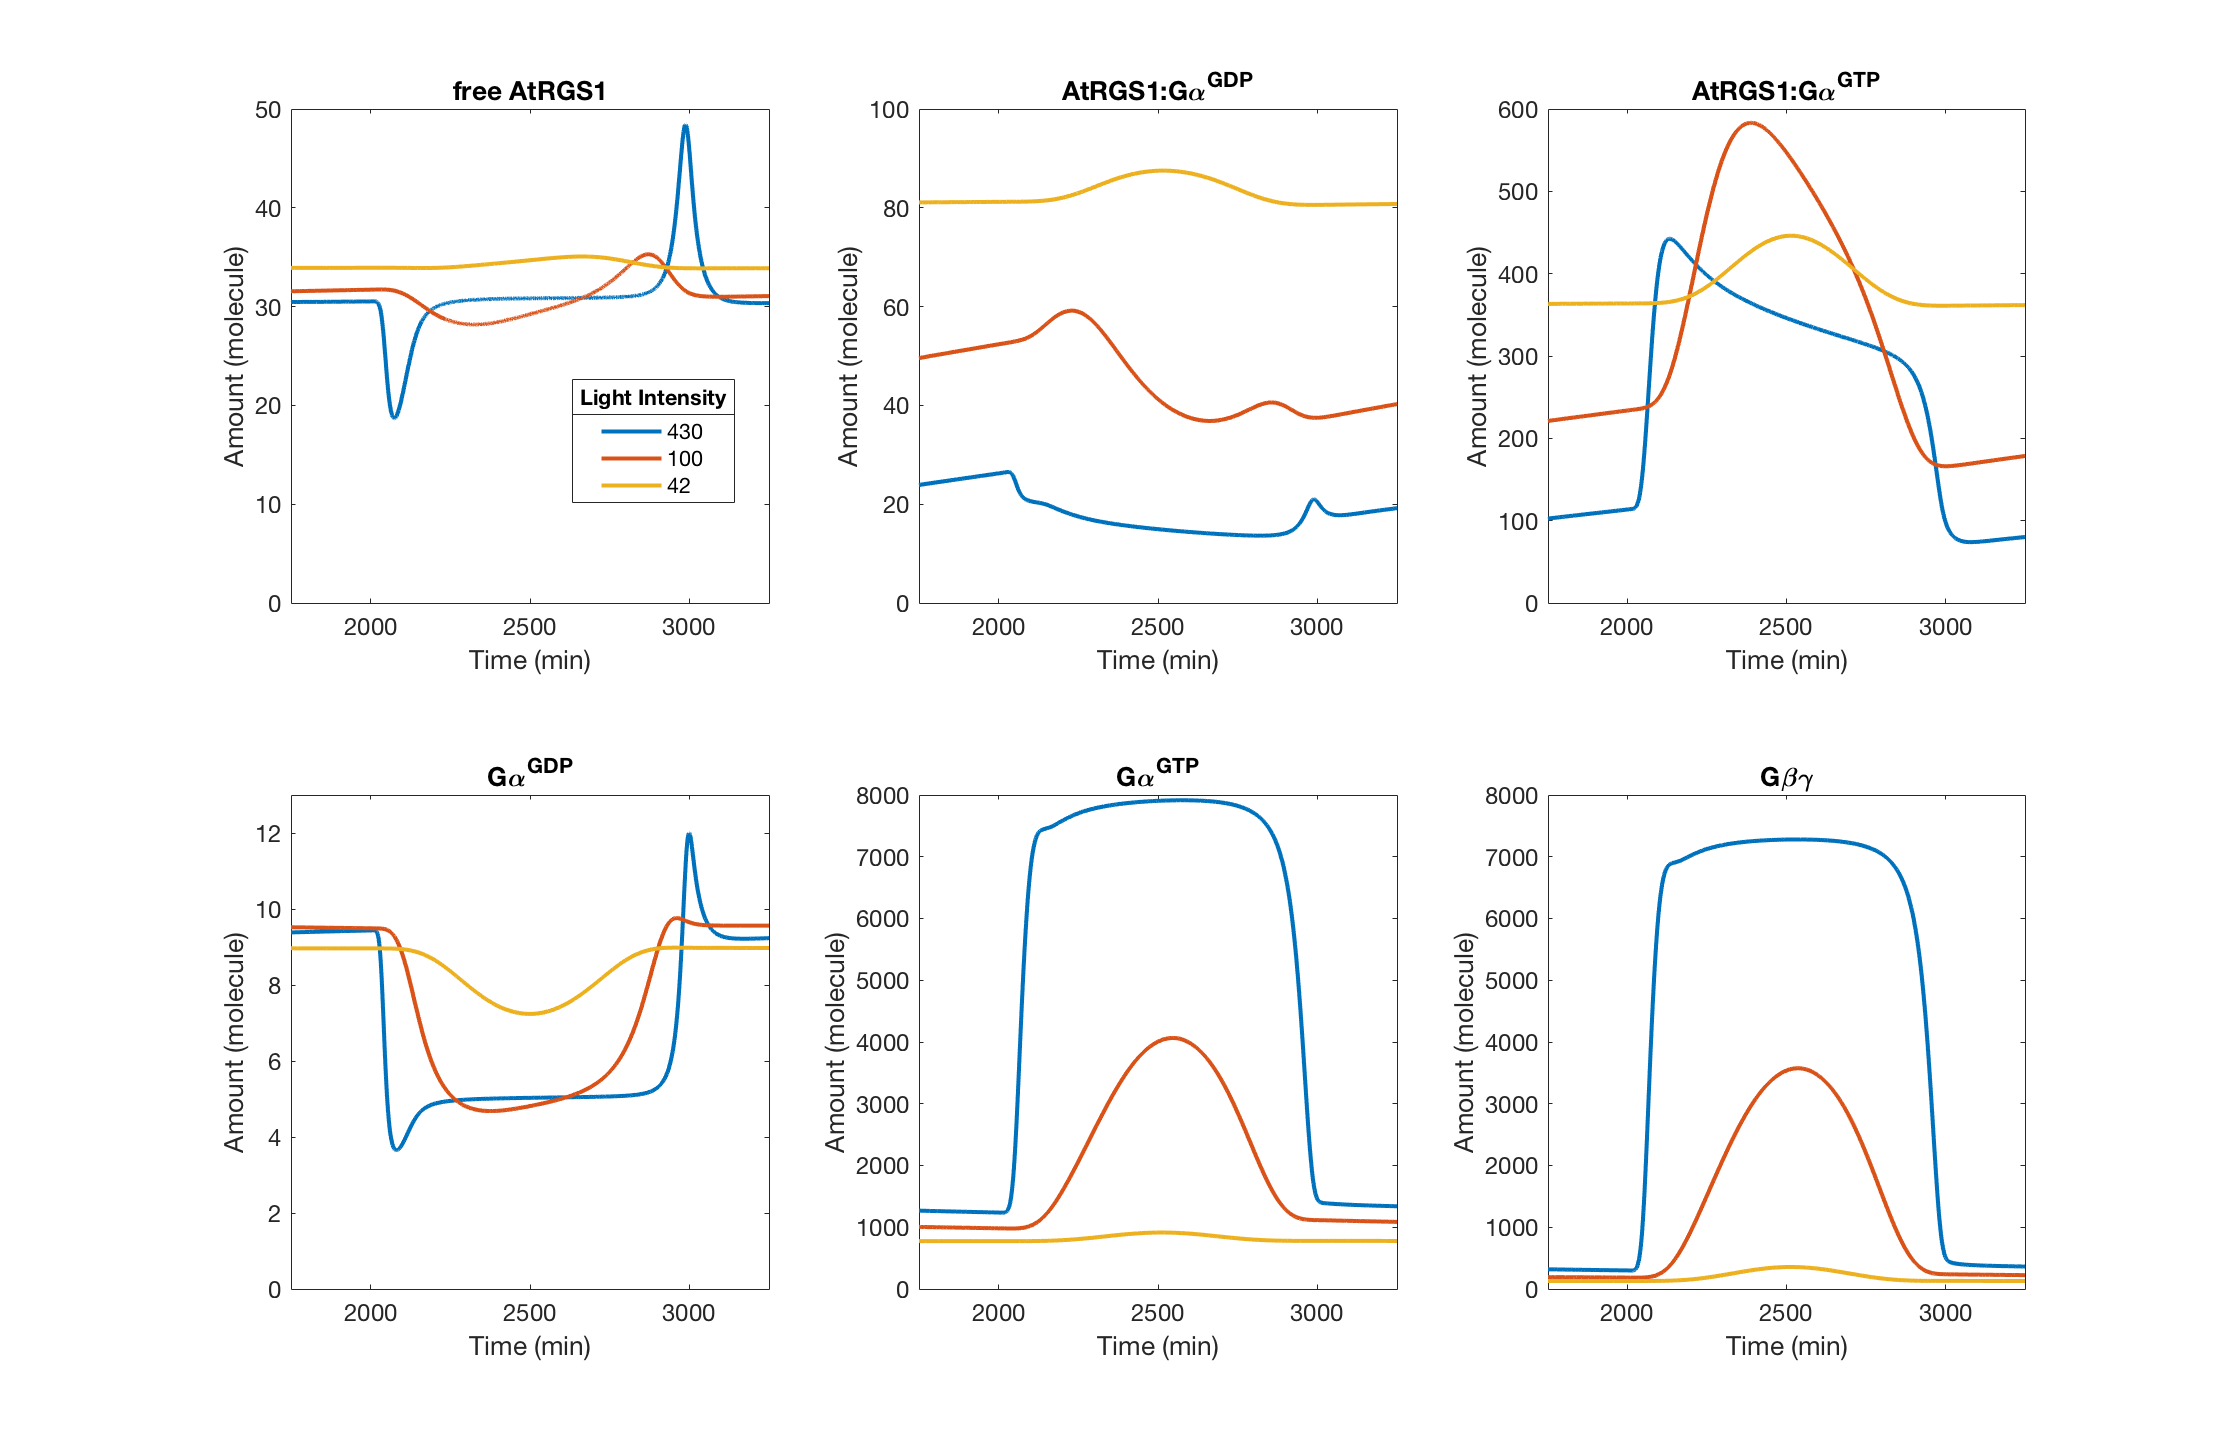 free AtRGS1
AtRGS1:Gα^GDP
AtRGS1:Gα^GTP
50
40
30
20
10
0
Amount (molecule)
2000 2500 3000
Time (min)
Light Intensity
430
100
42
100
80
60
40
20
0
Amount (molecule)
2000 2500 3000
Time (min)
600
500
400
300
200
100
0
Amount (molecule)
2000 2500 3000
Time (min)
Gα^GDP
12
10
8
6
4
2
0
Amount (molecule)
2000 2500 3000
Time (min)
Gα^GTP
8000
7000
6000
5000
4000
3000
2000
1000
0
Amount (molecule)
2000 2500 3000
Time (min)
Gβγ
8000
7000
6000
5000
4000
3000
2000
1000
0
Amount (molecule)
2000 2500 3000
Time (min)